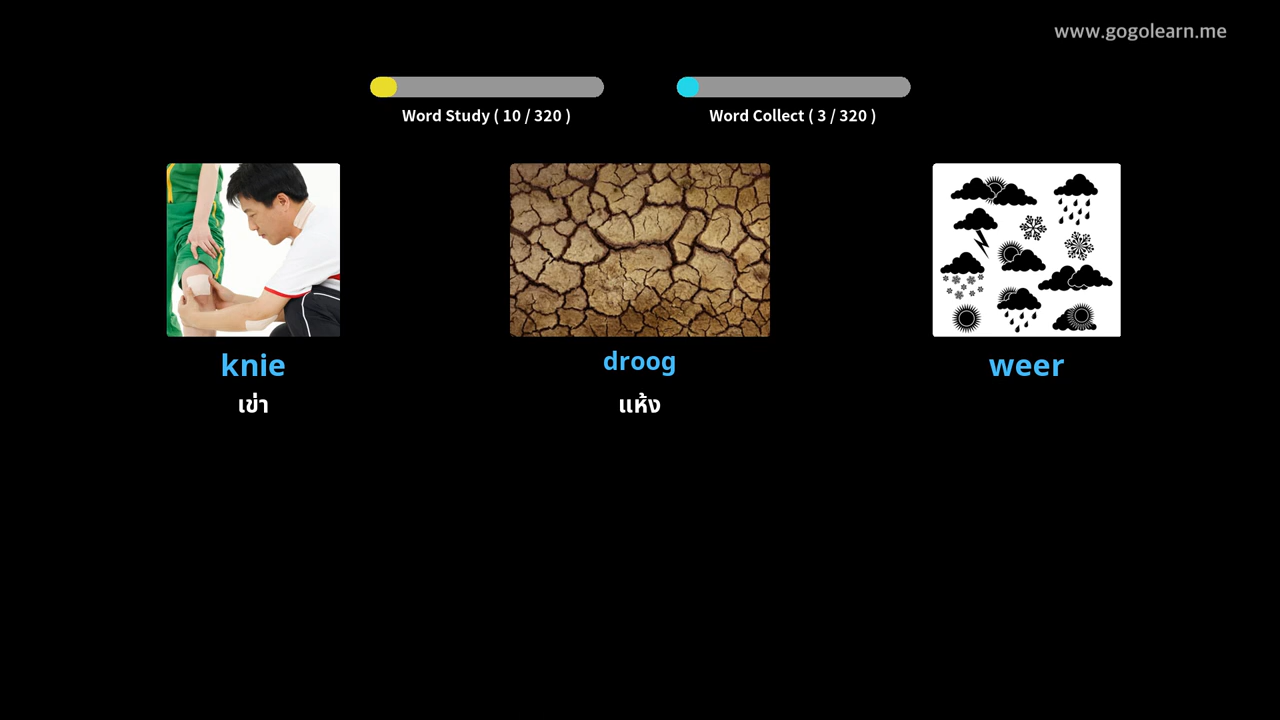 www.gogolearn.me
Word Study ( 10 / 320 )
Word Collect ( 3 / 320 )
knie
droog
weer
เข่า
แห้ง